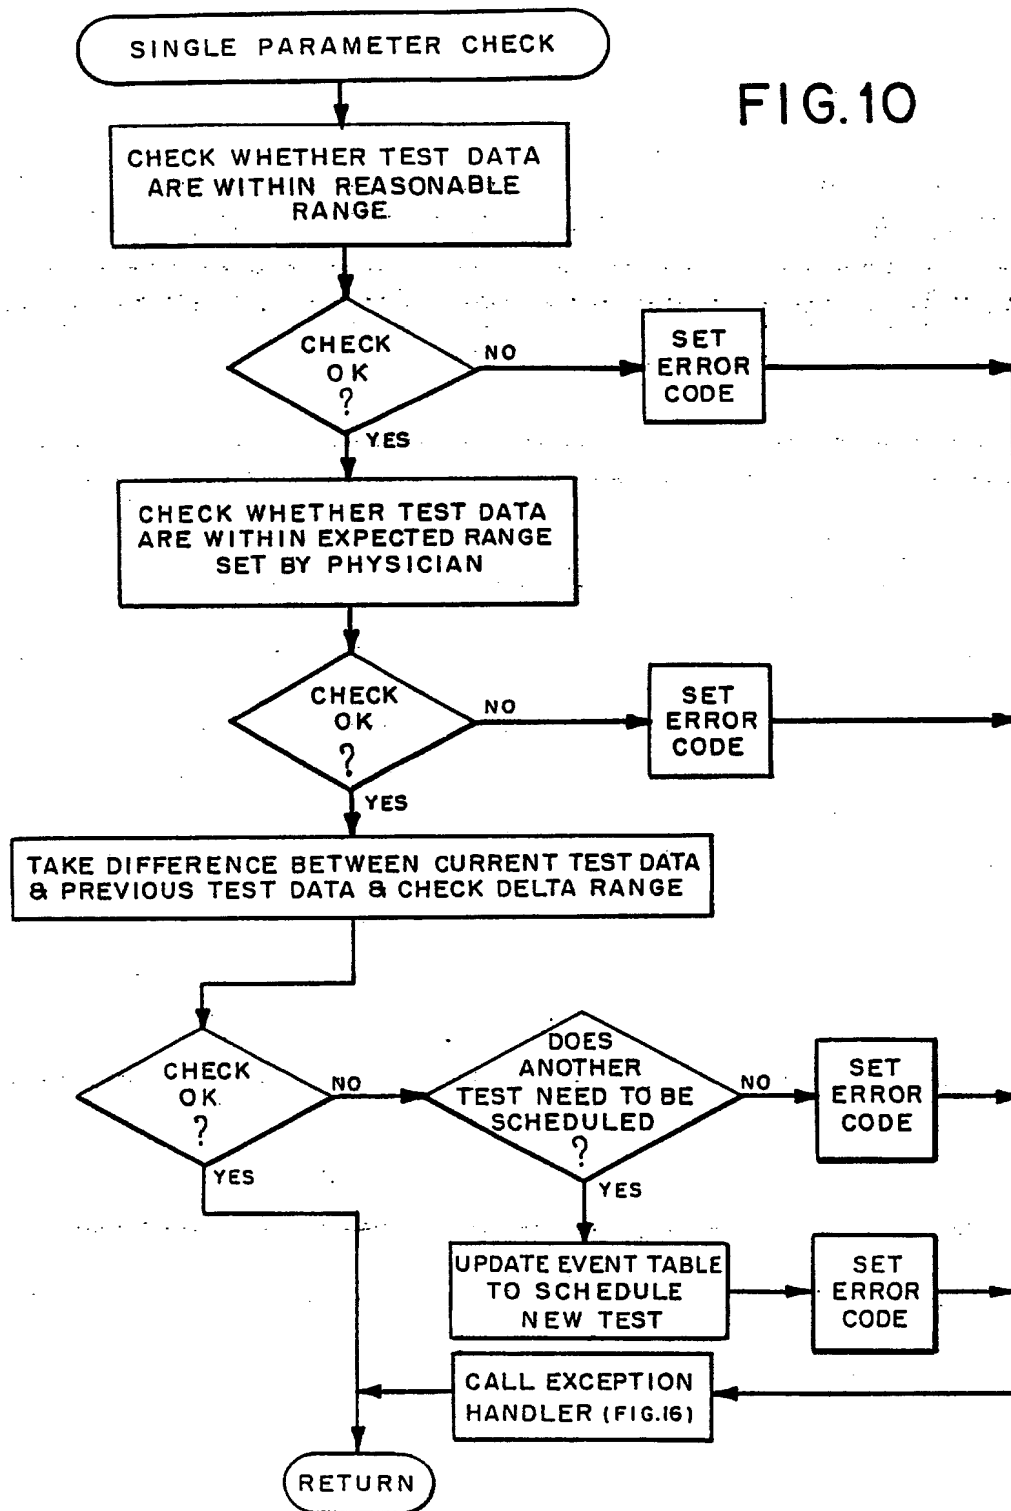 SINGLE PARAMETER CHECK
FIG.10
CHECK WHETHER TEST DATA
ARE WITHIN REASONABLE
RANGE
CHECK
OK
?
NO
SET
ERROR
CODE
YES
CHECK WHETHER TEST DATA
ARE WITHIN EXPECTED RANGE
SET BY PHYSICIAN
CHECK
OK
?
NO
SET
ERROR
CODE
YES
TAKE DIFFERENCE BETWEEN CURRENT TEST DATA
& PREVIOUS TEST DATA & CHECK DELTA RANGE
CHECK
OK
?
NO
YES
DOES
ANOTHER
TEST NEED TO BE
SCHEDULED
?
NO
SET
ERROR
CODE
YES
UPDATE EVENT TABLE
TO SCHEDULE
NEW TEST
SET
ERROR
CODE
CALL EXCEPTION
HANDLER (FIG.16)
RETURN